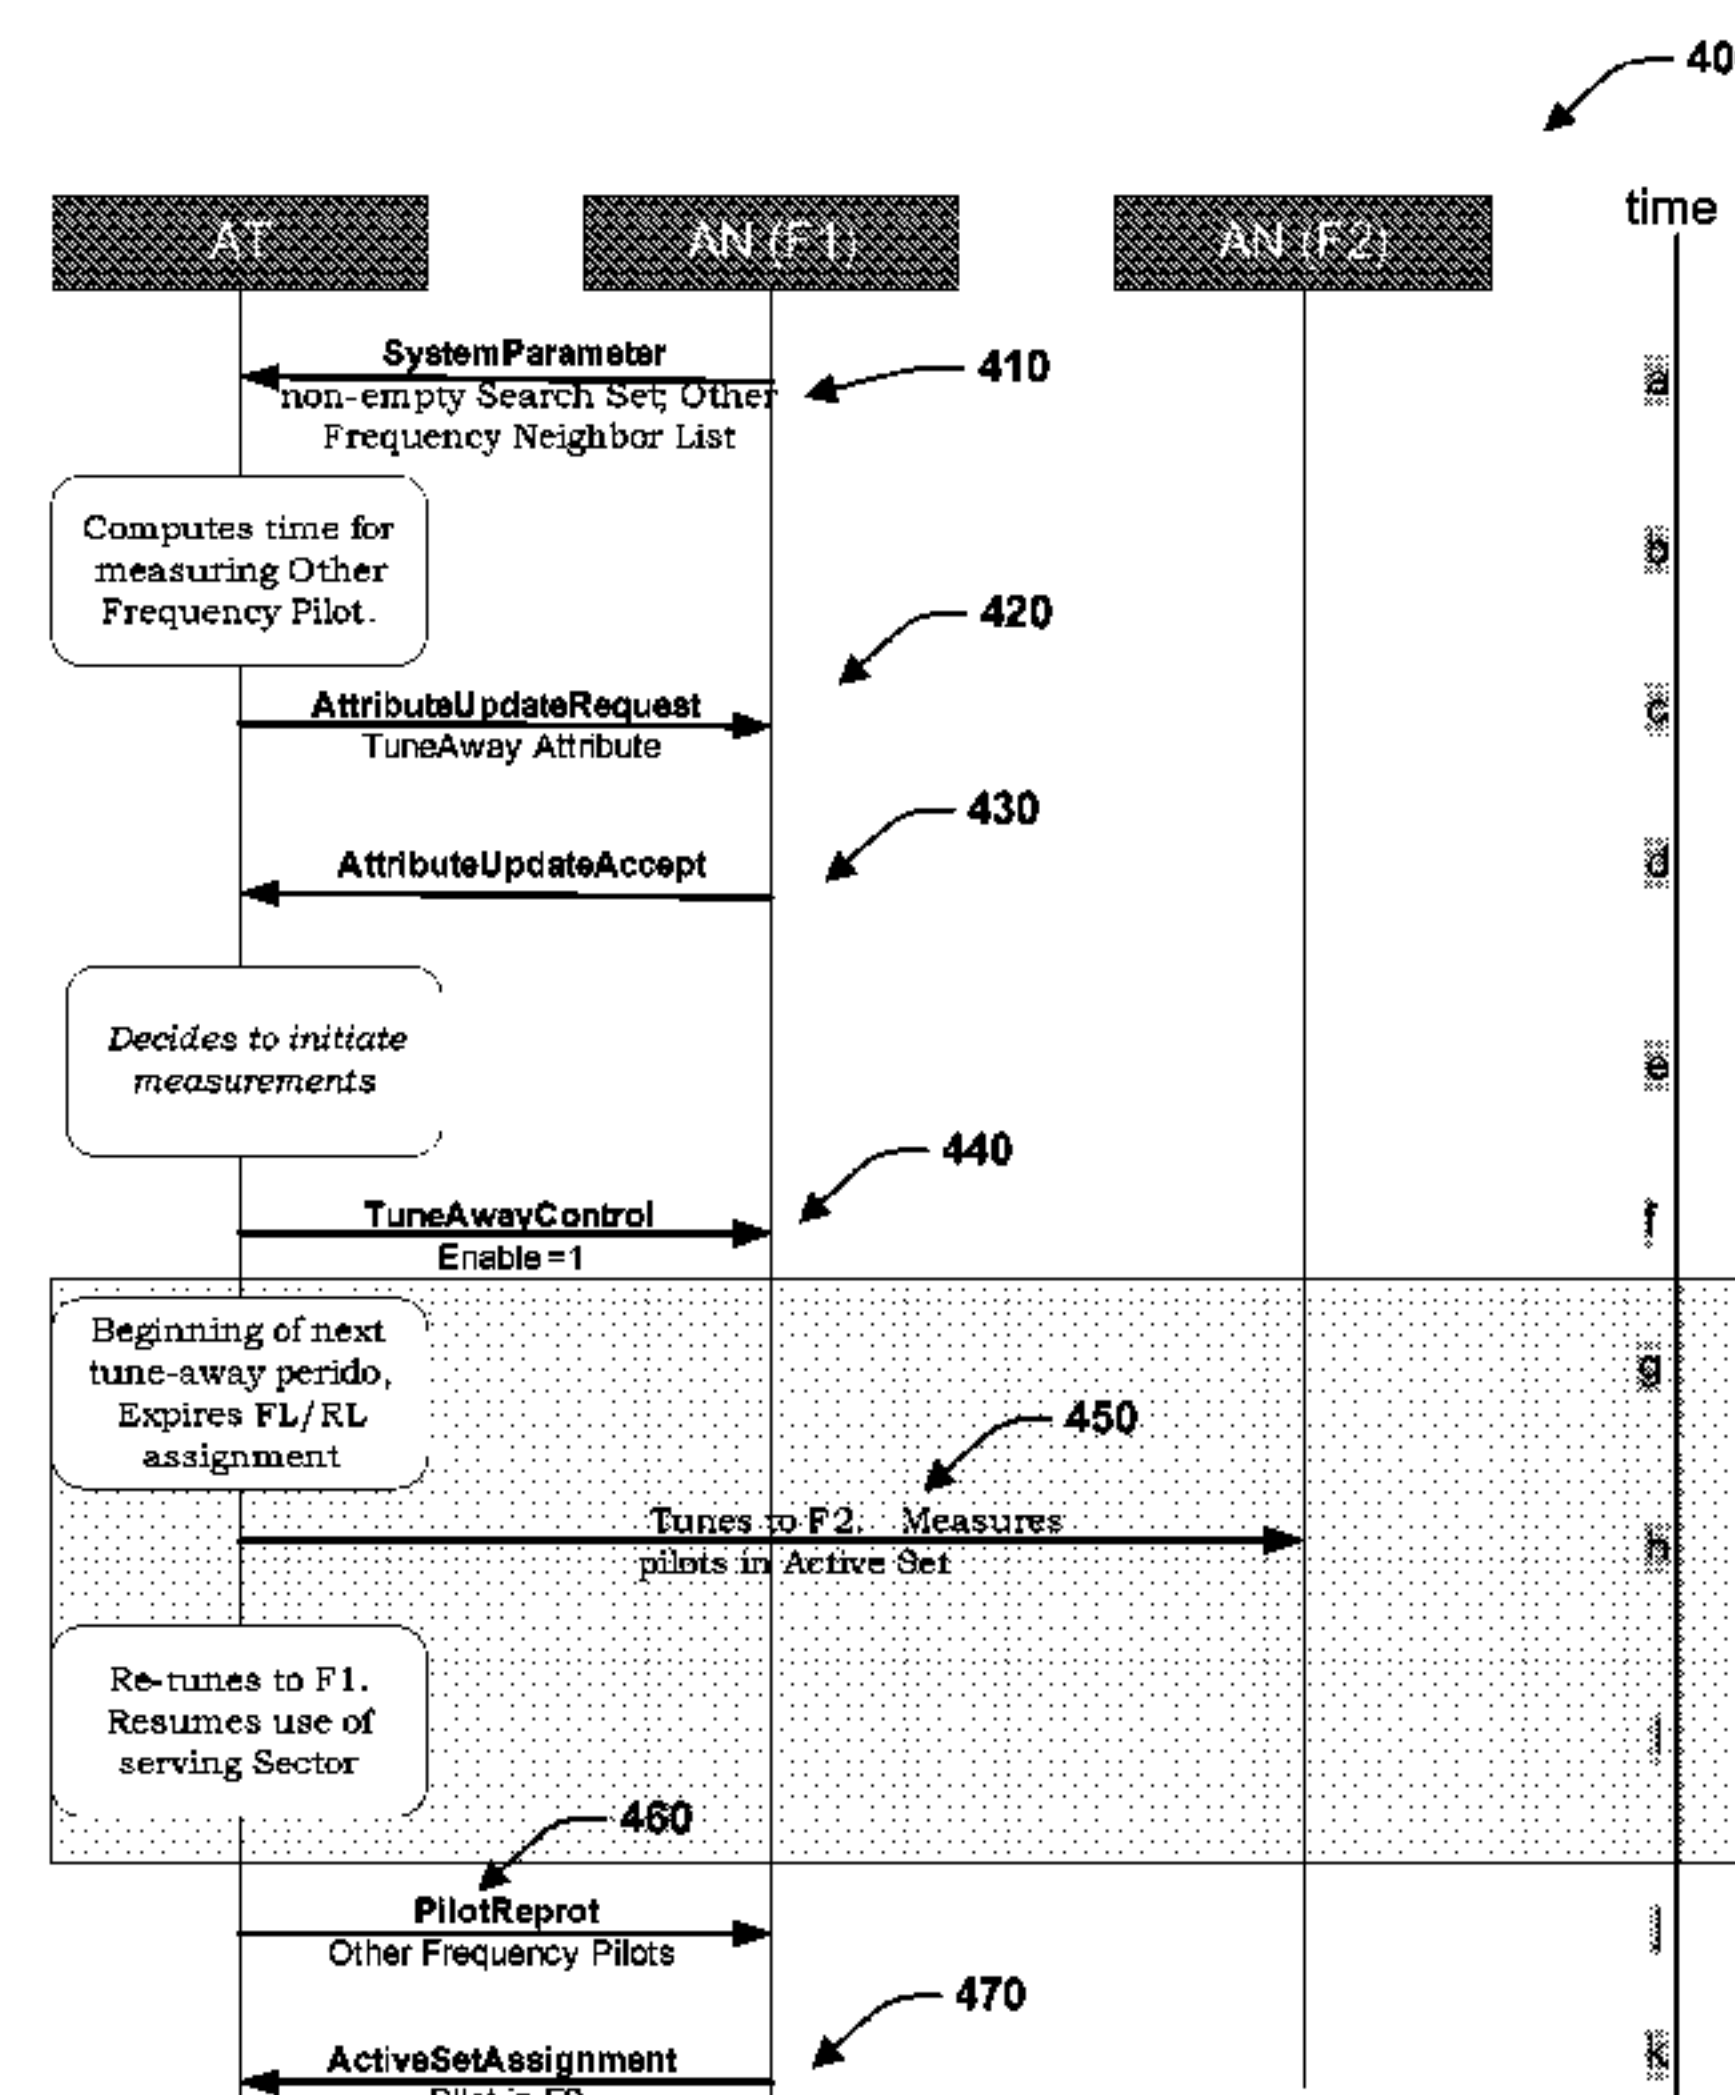 40
AT
AN (F1)
AN (F2)
time
SystemParameter
non-empty Search Set; Other
Frequency Neighbor List
410
a
Computes time for
measuring Other
Frequency Pilot.
b
420
AttributeUpdateRequest
TuneAway Attribute
c
430
AttributeUpdateAccept
d
Decides to initiate
measurements
e
440
TuneAwayControl
Enable=1
f
Beginning of next
tune-away perido,
Expires FL/RL
assignment
g
450
Tunes to F2. Measures
pilots in Active Set
h
Re-tunes to F1.
Resumes use of
serving Sector
i
460
PilotReprot
Other Frequency Pilots
j
470
ActiveSetAssignment
k